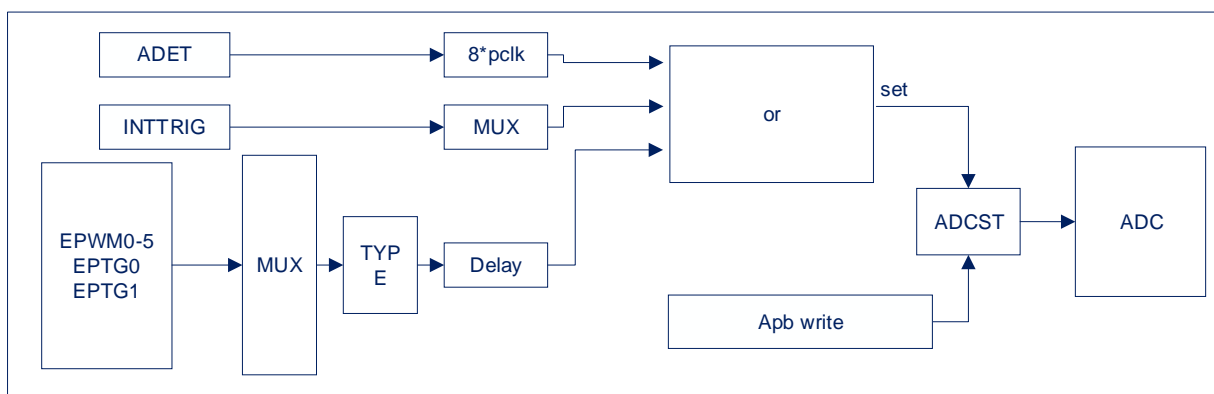 ADET
8*pclk
set
INTTRIG
MUX
or
EPWM0-5
EPTG0
EPTG1
MUX
TYP
E
Delay
ADCST
ADC
Apb write